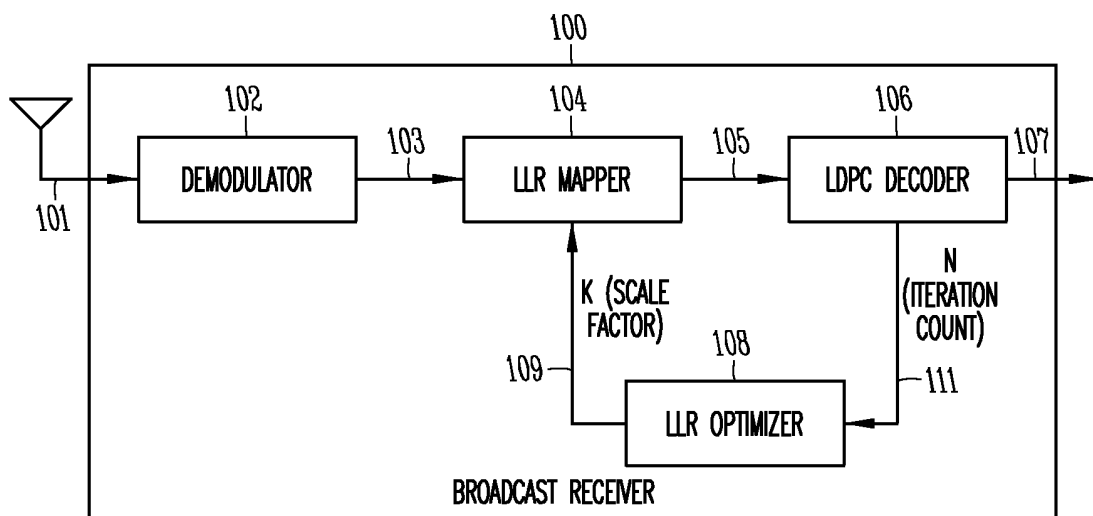 100
102
104
106
107
103
105
DEMODULATOR
LLR MAPPER
LDPC DECODER
101
K (SCALE
FACTOR)
N
(ITERATION
COUNT)
109
108
111
LLR OPTIMIZER
BROADCAST RECEIVER